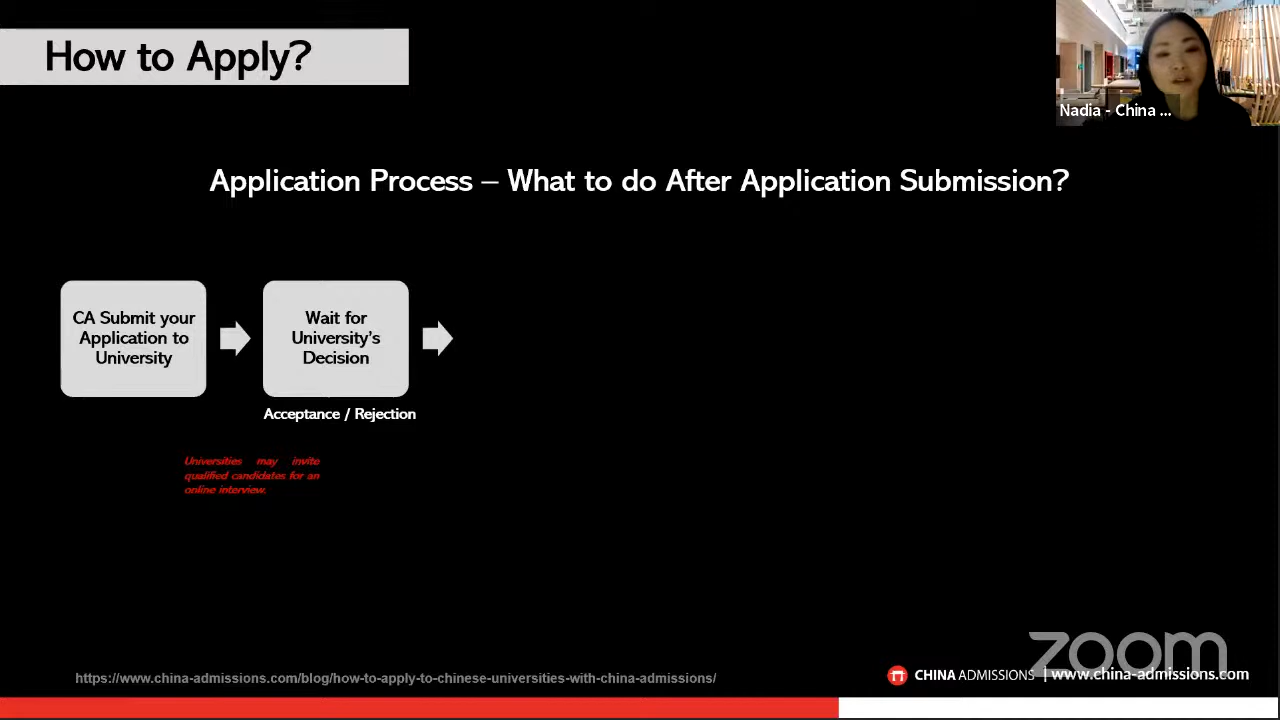 How to Apply?
Nadia - China ...
Application Process – What to do After Application Submission?
CA Submit your
Application to
University
Wait for
University's
Decision
Acceptance / Rejection
Universities may invite
qualified candidates for an
online interview.
zoom
https://www.china-admissions.com/blog/how-to-apply-to-chinese-universities-with-china-admissions/
CHINA ADMISSIONS | www.china-admissions.com